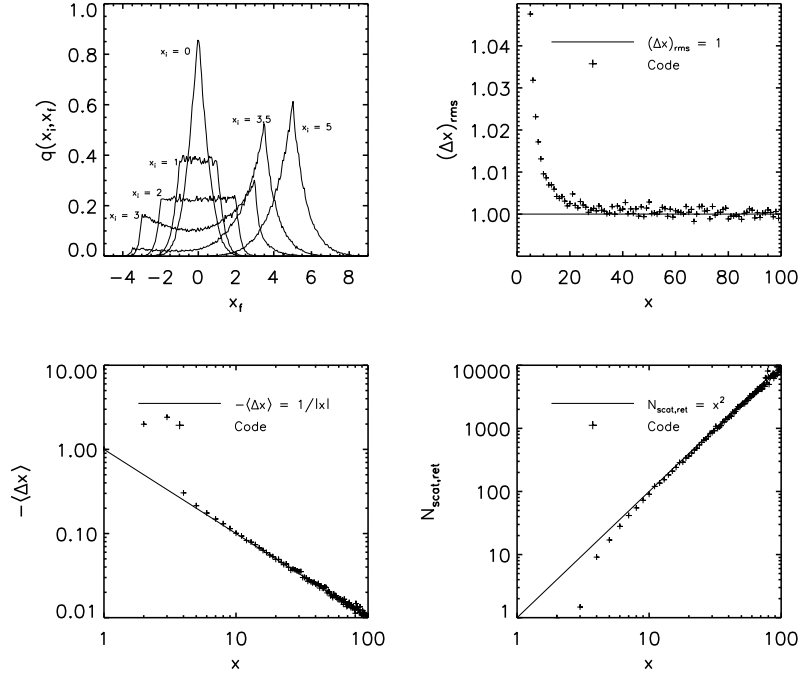 1.0
0.8
0.6
0.4
0.2
0.0
q(x_i,x_f)
x_i = 0
x_i = 1
x_i = 2
x_i = 3
x_i = 3.5
x_i = 5
−4 −2 0 2 4 6 8
x_f
1.04
1.03
1.02
1.01
1.00
(Δx)_rms
(Δx)_rms = 1
Code
0 20 40 60 80 100
x
10.00
1.00
0.10
0.01
−⟨Δx⟩
−⟨Δx⟩ = 1/|x|
Code
1 10 100
x
10000
1000
100
10
1
N_scat,ret
N_scat,ret = x²
Code
1 10 100
x